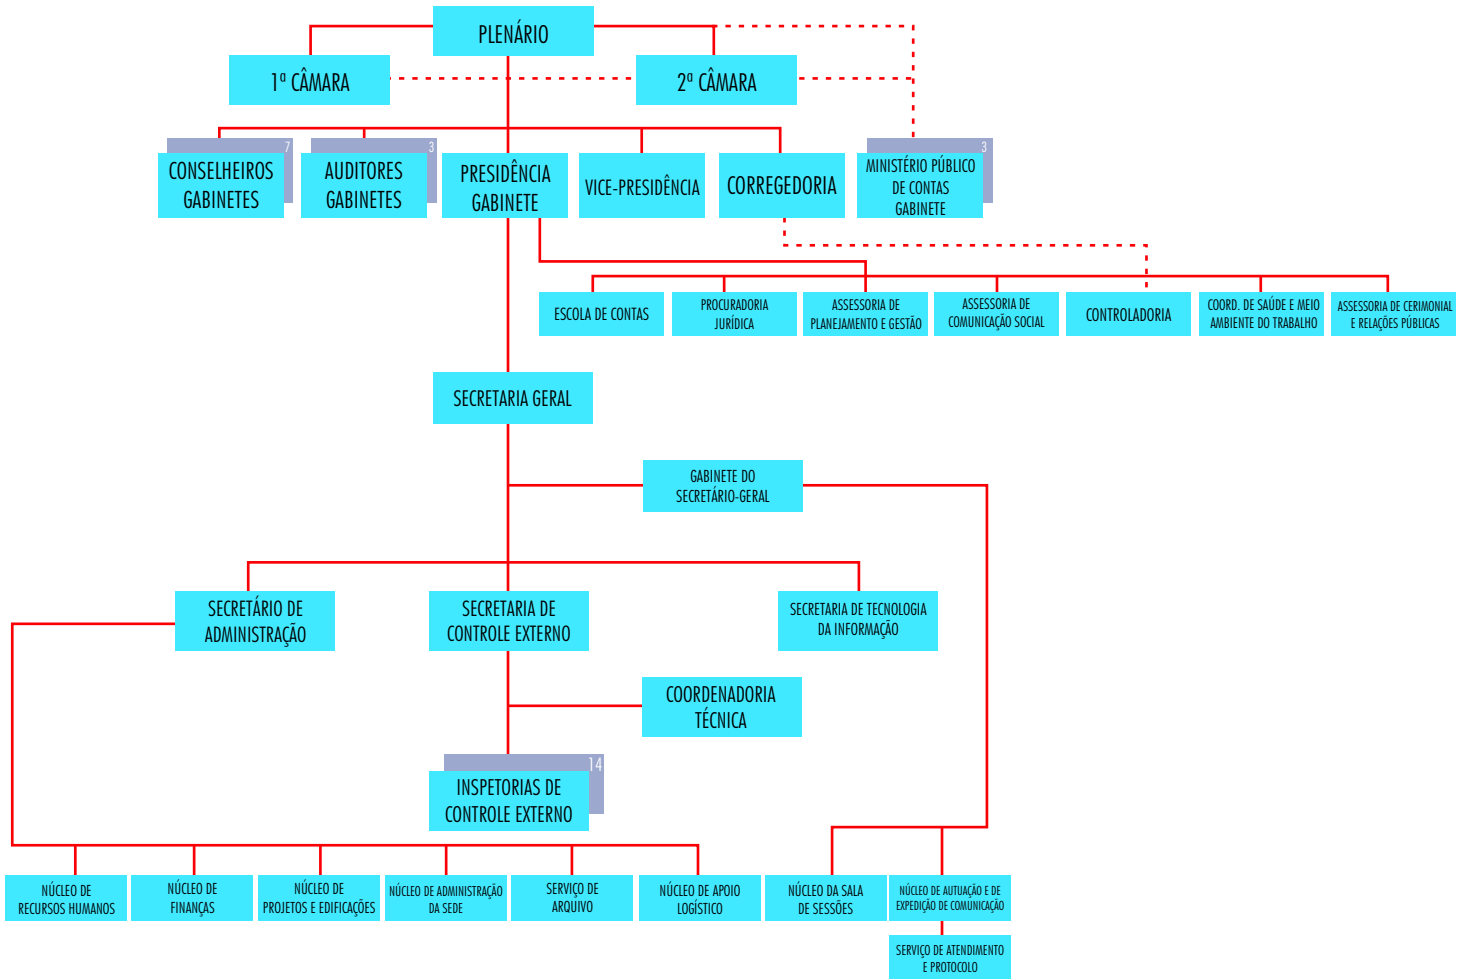 PLENÁRIO
1ª CÂMARA
2ª CÂMARA
7
CONSELHEIROS
GABINETES
3
AUDITORES
GABINETES
PRESIDÊNCIA
GABINETE
VICE-PRESIDÊNCIA
CORREGEDORIA
3
MINISTÉRIO PÚBLICO
DE CONTAS
GABINETE
ESCOLA DE CONTAS
PROCURADORIA
JURÍDICA
ASSESSORIA DE
PLANEJAMENTO E GESTÃO
ASSESSORIA DE
COMUNICAÇÃO SOCIAL
CONTROLADORIA
COORD. DE SAÚDE E MEIO
AMBIENTE DO TRABALHO
ASSESSORIA DE CERIMONIAL
E RELAÇÕES PÚBLICAS
SECRETARIA GERAL
GABINETE DO
SECRETÁRIO-GERAL
SECRETÁRIO DE
ADMINISTRAÇÃO
SECRETARIA DE
CONTROLE EXTERNO
SECRETARIA DE TECNOLOGIA
DA INFORMAÇÃO
COORDENADORIA
TÉCNICA
14
INSPETORIAS DE
CONTROLE EXTERNO
NÚCLEO DE
RECURSOS HUMANOS
NÚCLEO DE
FINANÇAS
NÚCLEO DE
PROJETOS E EDIFICAÇÕES
NÚCLEO DE ADMINISTRAÇÃO
DA SEDE
SERVIÇO DE
ARQUIVO
NÚCLEO DE APOIO
LOGÍSTICO
NÚCLEO DA SALA
DE SESSÕES
NÚCLEO DE AUTUAÇÃO E DE
EXPEDIÇÃO DE COMUNICAÇÃO
SERVIÇO DE ATENDIMENTO
E PROTOCOLO